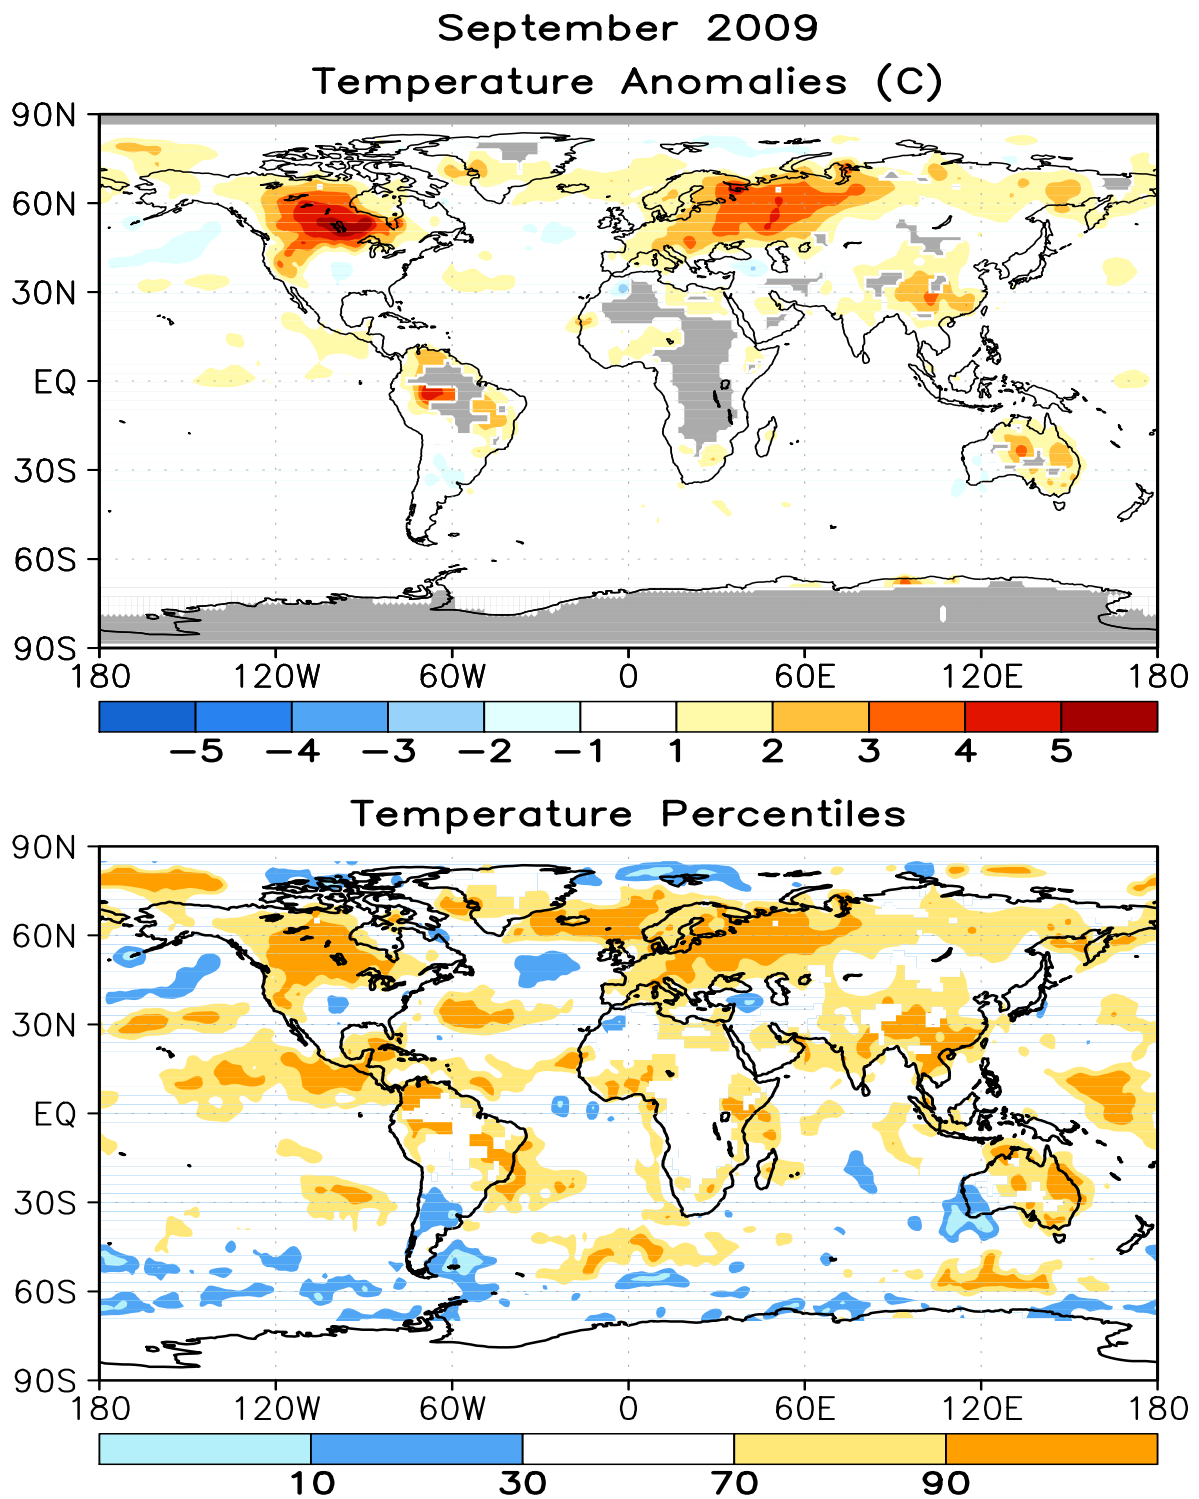 September 2009
Temperature Anomalies (C)
90N
60N
30N
EQ
30S
60S
90S
180 120W 60W 0 60E 120E 180
-5 -4 -3 -2 -1 1 2 3 4 5
Temperature Percentiles
90N
60N
30N
EQ
30S
60S
90S
180 120W 60W 0 60E 120E 180
10 30 70 90